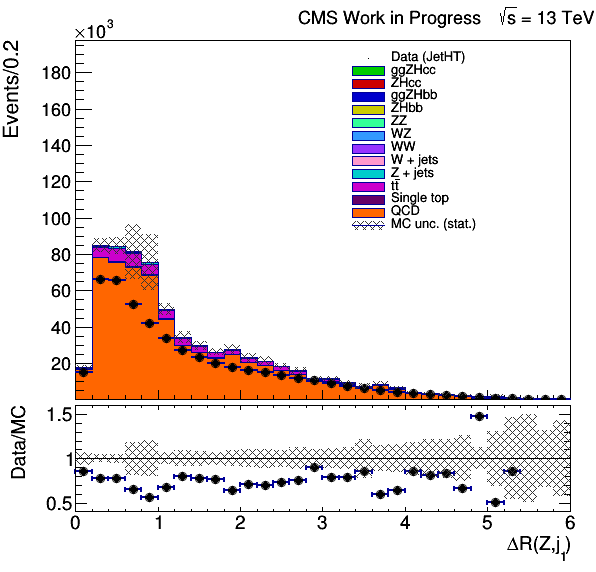 CMS Work in Progress √s = 13 TeV
×10³
Events/0.2
180
160
140
120
100
80
60
40
20
Data (JetHT)
ggZHcc
ZHcc
ggZHbb
ZHbb
ZZ
WZ
WW
W + jets
Z + jets
tt̄
Single top
QCD
MC unc. (stat.)
Data/MC
1.5
1
0.5
0 1 2 3 4 5 6
ΔR(Z,j₁)